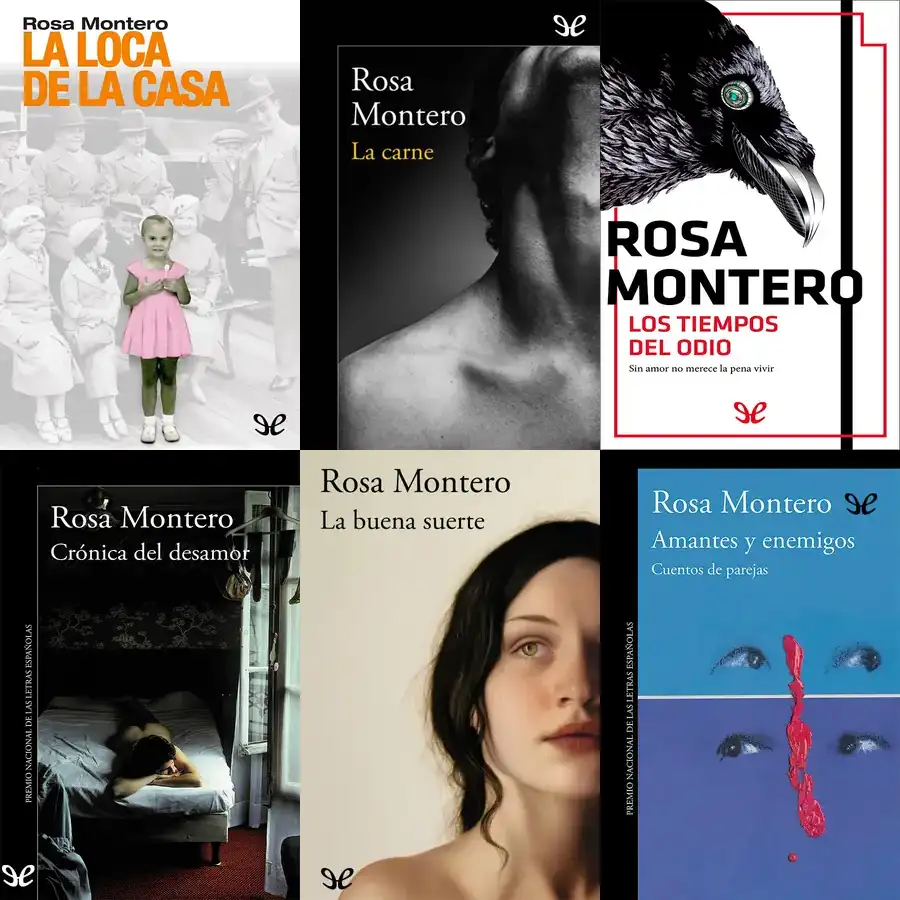 Rosa Montero
LA LOCA
DE LA CASA
Rosa
Montero
La carne
ROSA
MONTERO
LOS TIEMPOS
DEL ODIO
Sin amor no merece la pena vivir
Rosa Montero
Crónica del desamor
PREMIO NACIONAL DE LAS LETRAS ESPAÑOLAS
Rosa Montero
La buena suerte
Rosa Montero
Amantes y enemigos
Cuentos de parejas
PREMIO NACIONAL DE LAS LETRAS ESPAÑOLAS